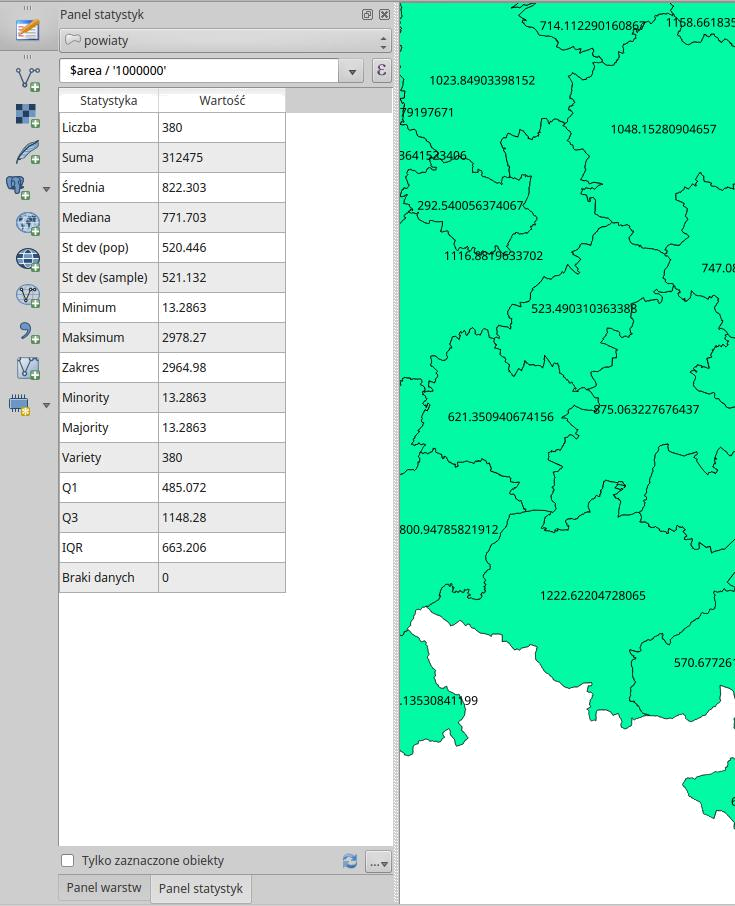 Panel statystyk
powiaty
$area / '1000000'
ε
Statystyka Wartość
Liczba 380
Suma 312475
Średnia 822.303
Mediana 771.703
St dev (pop) 520.446
St dev (sample) 521.132
Minimum 13.2863
Maksimum 2978.27
Zakres 2964.98
Minority 13.2863
Majority 13.2863
Variety 380
Q1 485.072
Q3 1148.28
IQR 663.206
Braki danych 0
Tylko zaznaczone obiekty
...
Panel warstw Panel statystyk
714.112290160867
1158.661835
1023.84903398152
79197671
1048.15280904657
3641523406
292.540056374067
1116.8819633702
747.08
523.490310363388
621.350940674156
875.063227676437
800.94785821912
1222.62204728065
570.677261
.13530841199
6